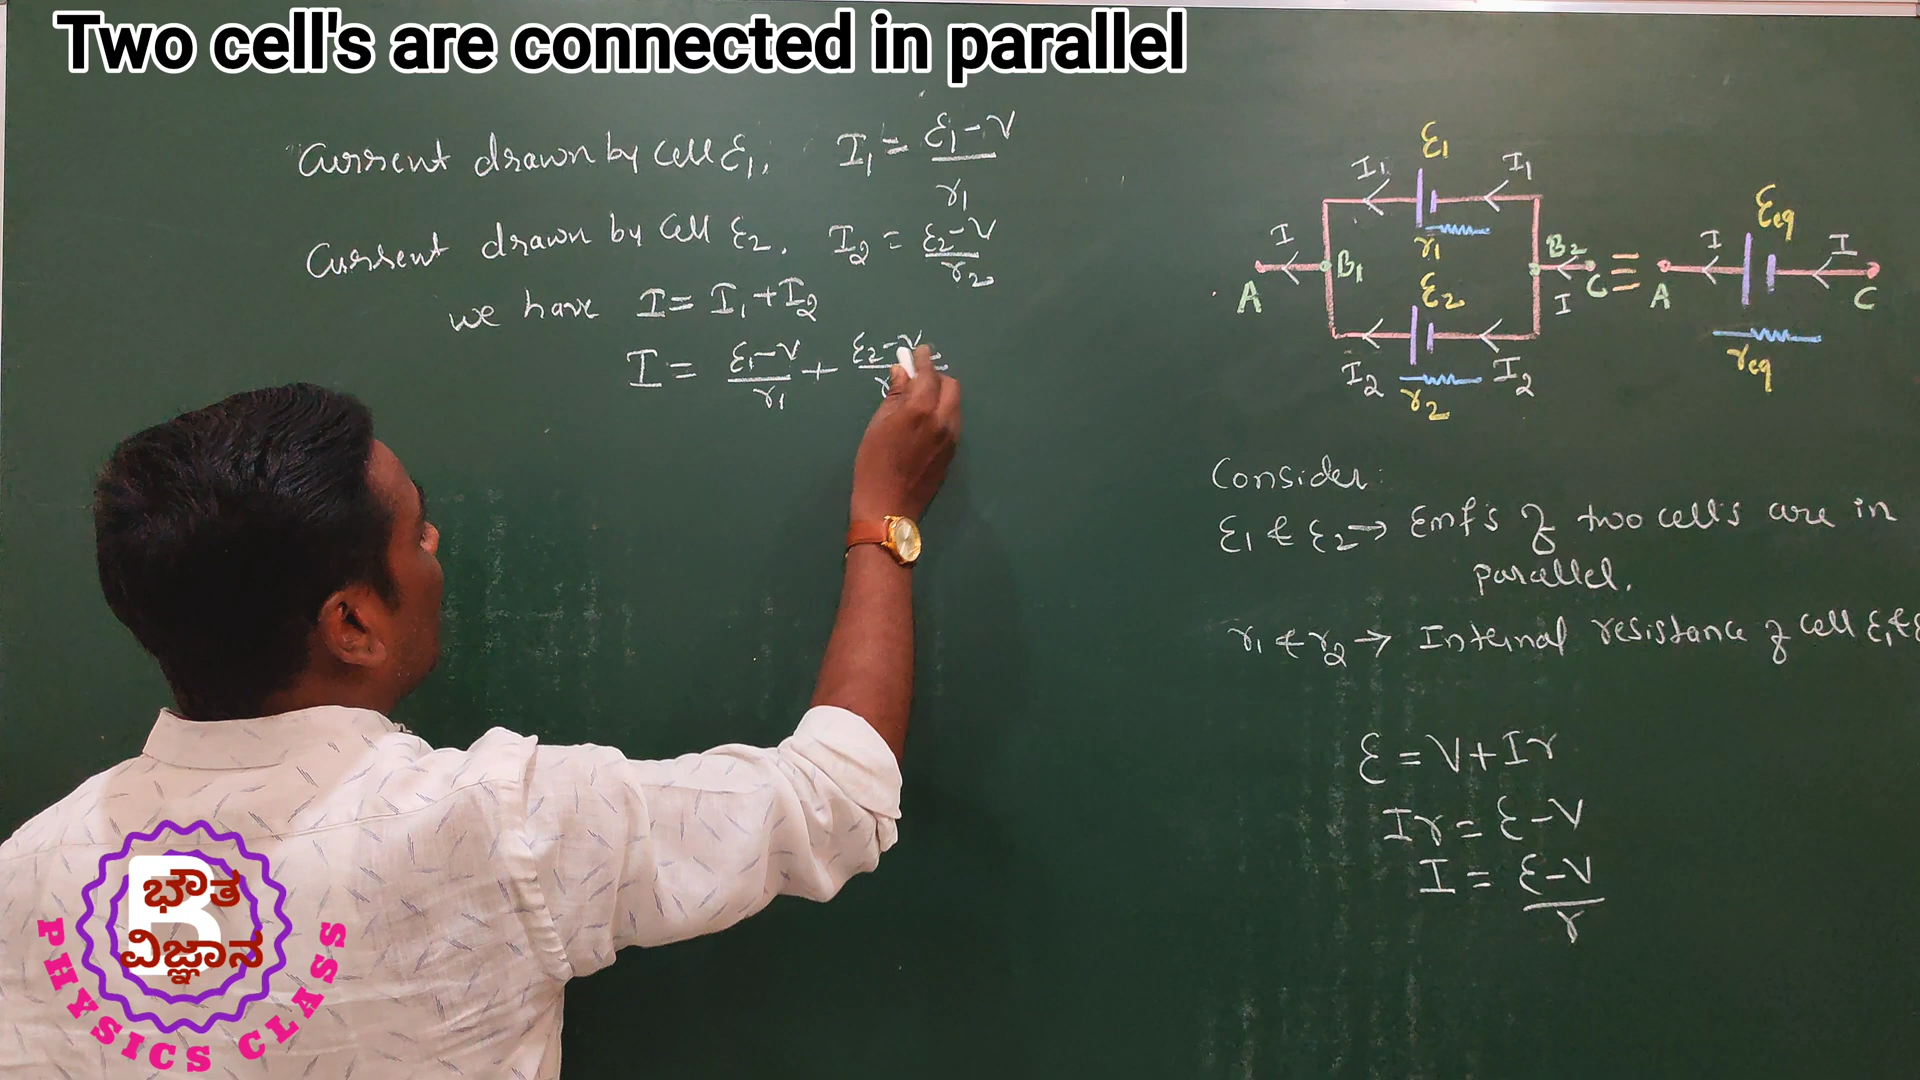 Two cell's are connected in parallel
Current drawn by cell ε₁, I₁ = (ε₁ - V)/r₁
Current drawn by cell ε₂, I₂ = (ε₂ - V)/r₂
we have I = I₁ + I₂
I = (ε₁ - V)/r₁ + (ε₂ - V)/r
ε₁
I₁ I₁
r₁
I B₁ B₂ I
A C ≡
ε₂
I₂ I₂
r₂
εeq
I I
A C
req
Consider:
ε₁ & ε₂ → Emf's of two cell's are in
parallel.
r₁ & r₂ → Internal resistance of cell ε₁ & ε
ε = V + Ir
Ir = ε - V
I = (ε - V)/r
B
ಭೌತ
ವಿಜ್ಞಾನ
PHYSICS CLASS